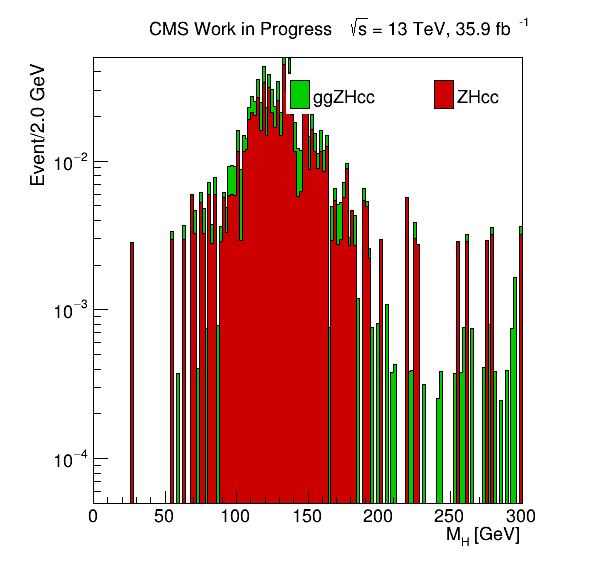 CMS Work in Progress √s = 13 TeV, 35.9 fb⁻¹
Event/2.0 GeV
ggZHcc ZHcc
10⁻²
10⁻³
10⁻⁴
0 50 100 150 200 250 300
M_H [GeV]